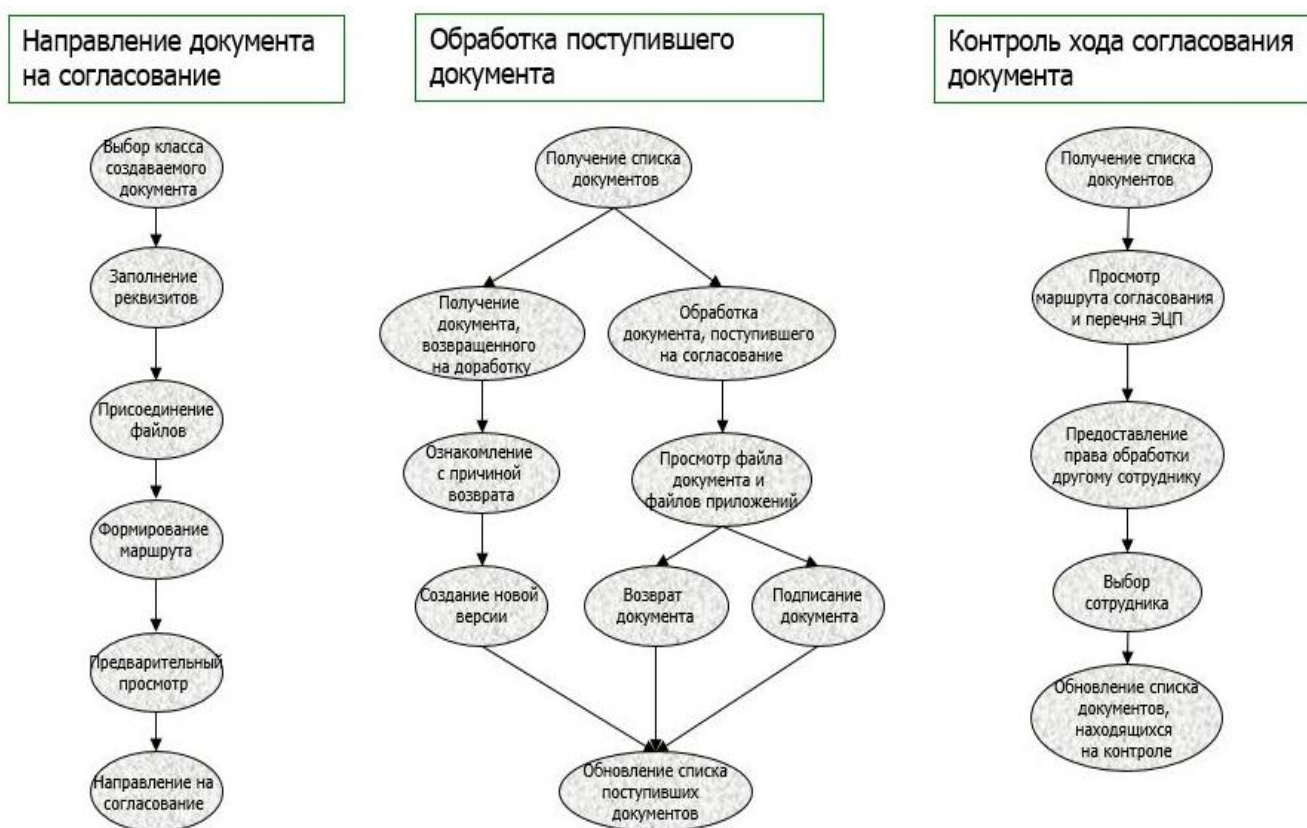 Направление документа
на согласование
Выбор класса
создаваемого
документа
Заполнение
реквизитов
Присоединение
файлов
Формирование
маршрута
Предварительный
просмотр
Направление на
согласование
Обработка поступившего
документа
Получение списка
документов
Получение
документа,
возвращенного
на доработку
Обработка
документа, поступившего
на согласование
Ознакомление
с причиной
возврата
Просмотр файла
документа и
файлов приложений
Создание новой
версии
Возврат
документа
Подписание
документа
Обновление списка
поступивших
документов
Контроль хода согласования
документа
Получение списка
документов
Просмотр
маршрута согласования
и перечня ЭЦП
Предоставление
права обработки
другому сотруднику
Выбор
сотрудника
Обновление списка
документов,
находящихся
на контроле